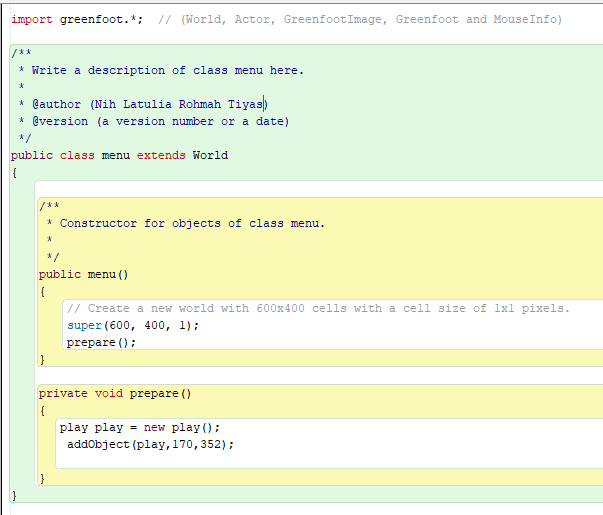 import greenfoot.*;  // (World, Actor, GreenfootImage, Greenfoot and MouseInfo)
/**
 * Write a description of class menu here.
 *
 * @author (Nih Latulia Rohmah Tiyas)
 * @version (a version number or a date)
 */
public class menu extends World
{
    /**
     * Constructor for objects of class menu.
     *
     */
    public menu()
    {
        // Create a new world with 600x400 cells with a cell size of 1x1 pixels.
        super(600, 400, 1);
        prepare();
    }
    private void prepare()
    {
       play play = new play();
        addObject(play,170,352);
    }
}